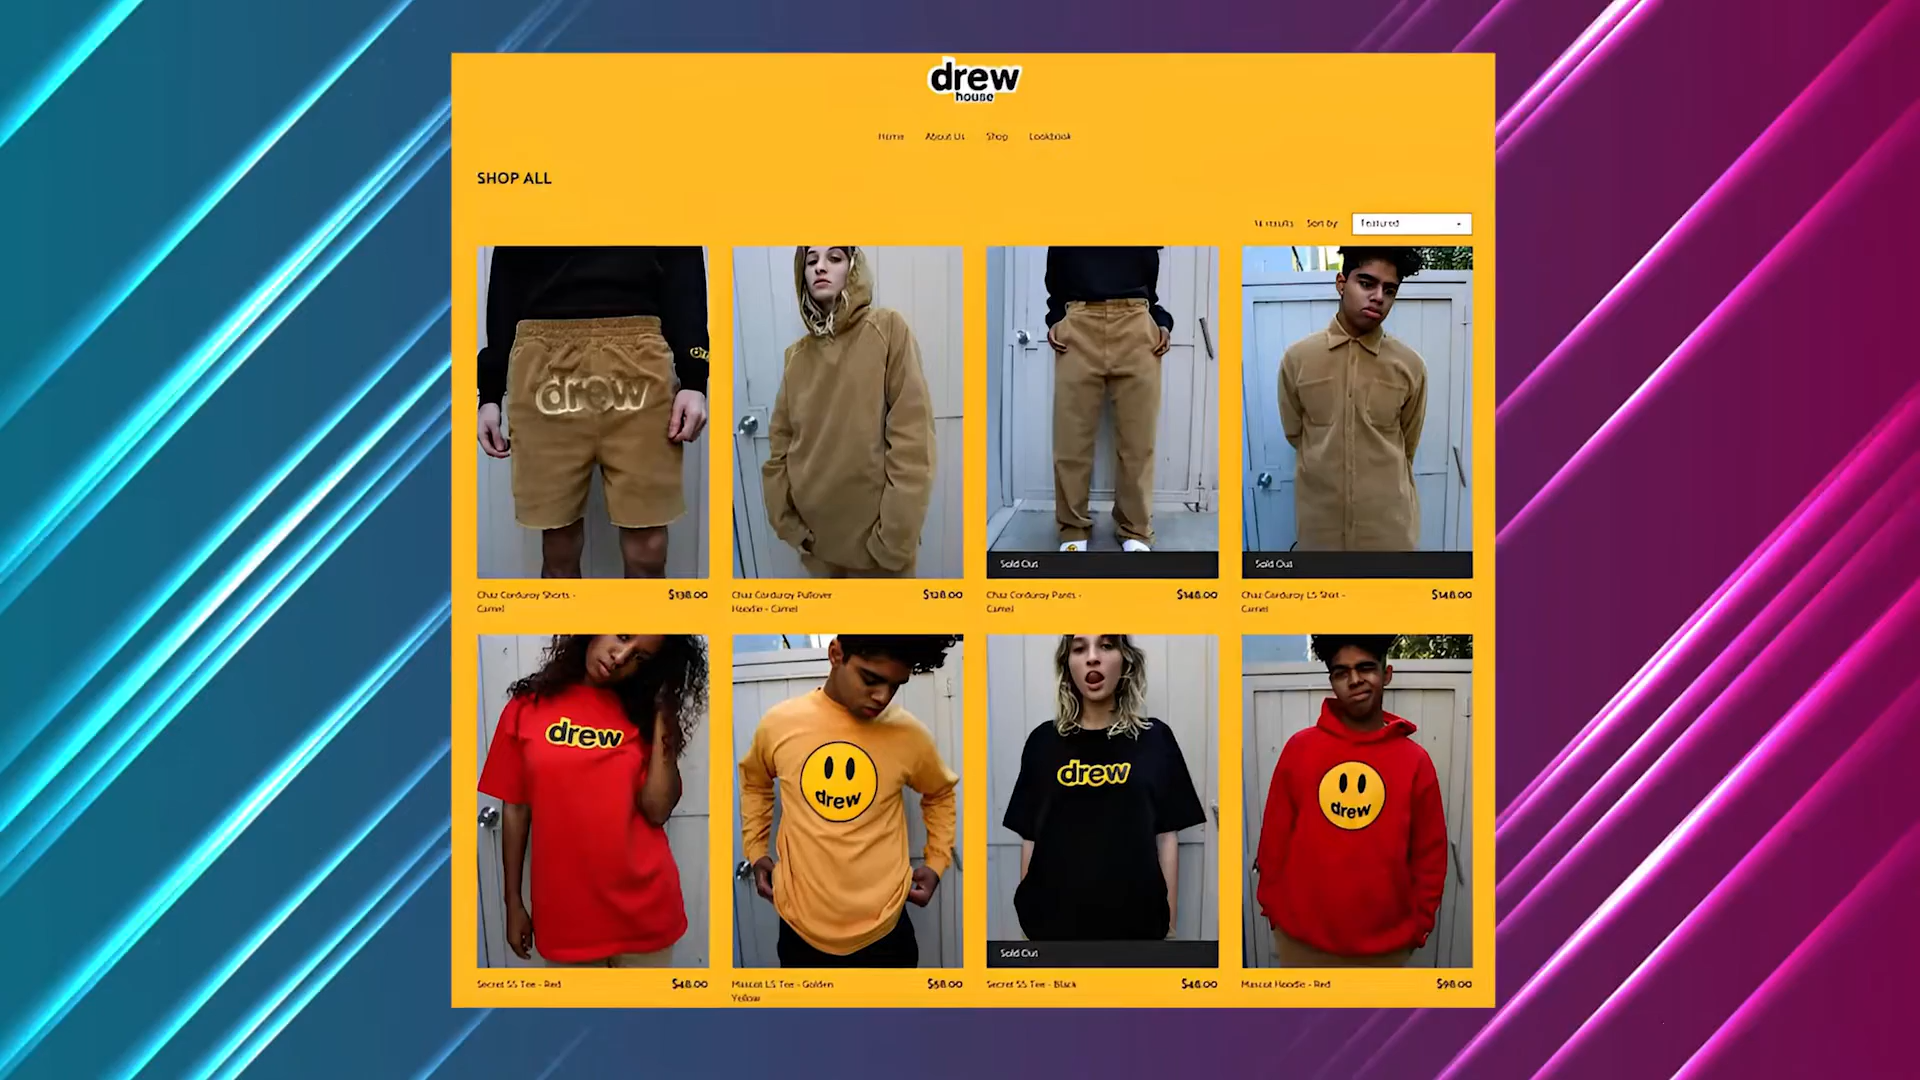 drew
house
Home About Us Shop Lookbook
SHOP ALL
results Sort by Featured
drew
Sold Out
Sold Out
Chaz Corduroy Shorts -
Camel
$138.00
Chaz Corduroy Pullover
Hoodie - Camel
$128.00
Chaz Corduroy Pants -
Camel
$148.00
Chaz Corduroy LS Shirt -
Camel
$148.00
drew
drew
drew
drew
Sold Out
Secret SS Tee - Red
$48.00
Mascot LS Tee - Golden
Yellow
$58.00
Secret SS Tee - Black
$48.00
Mascot Hoodie - Red
$98.00